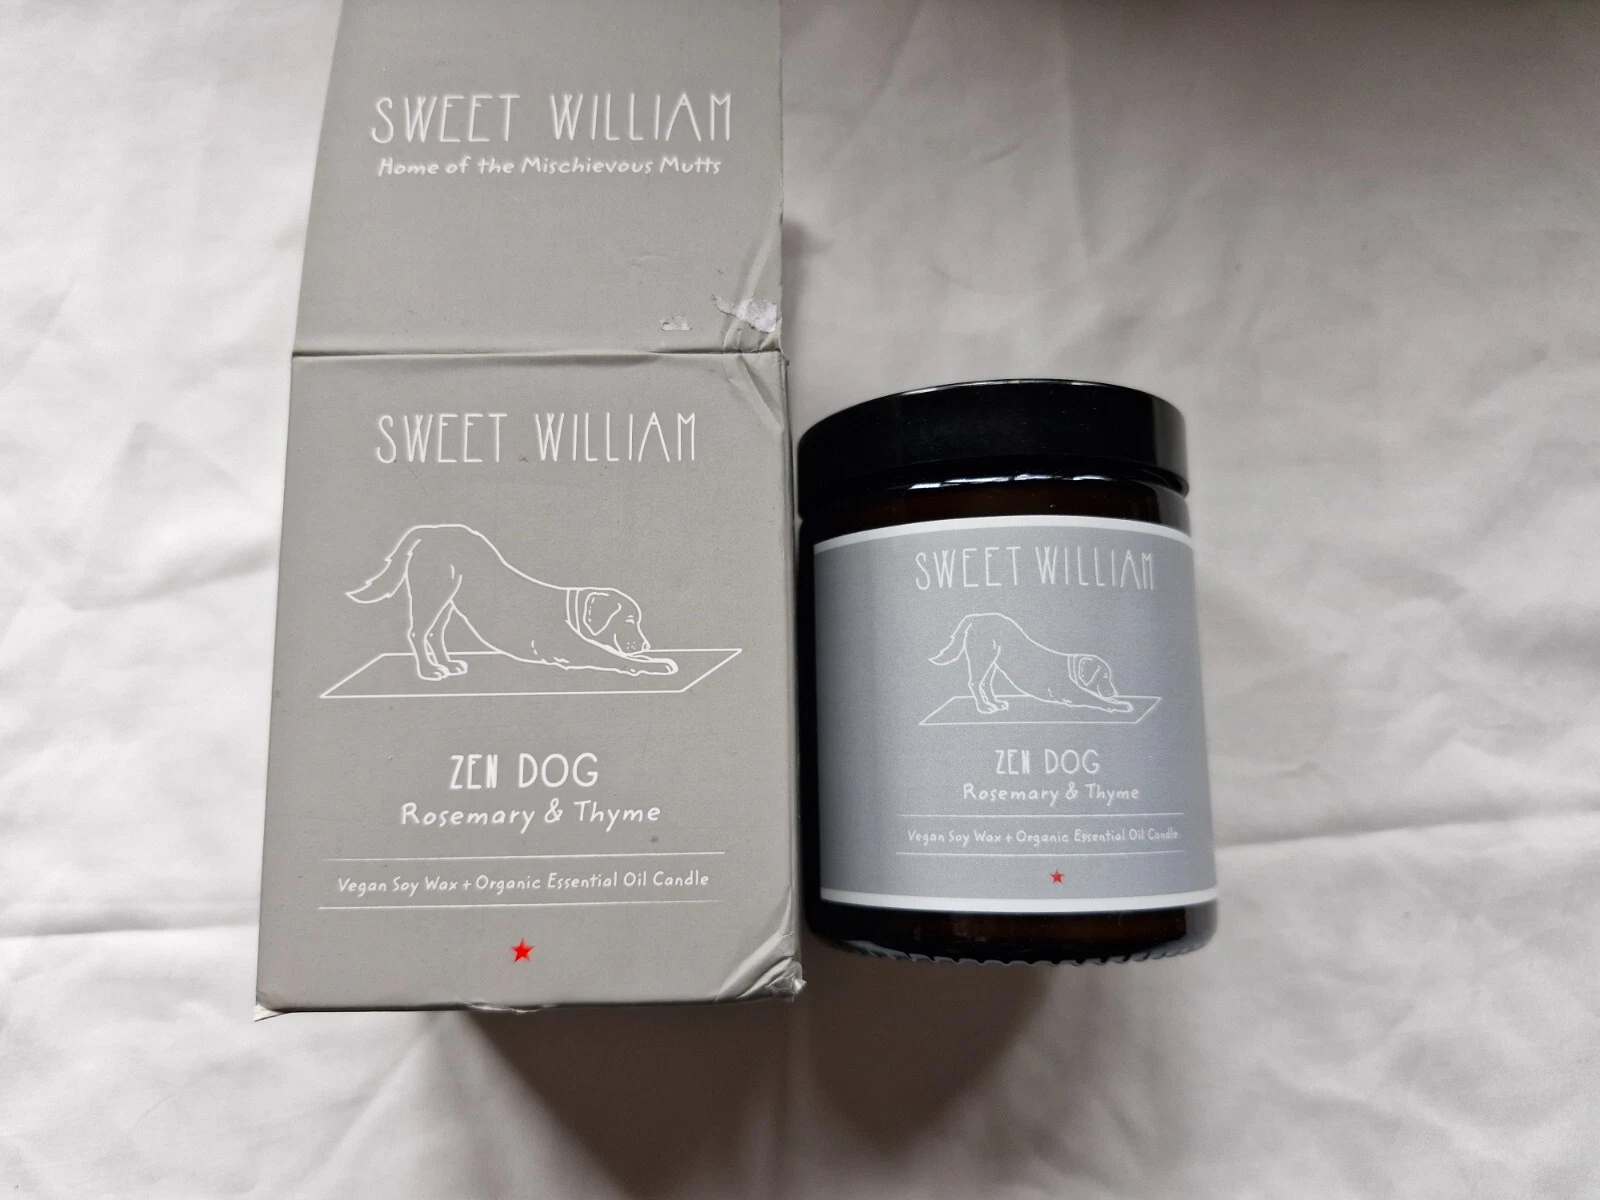 SWEET WILLIAM
Home of the Mischievous Mutts
SWEET WILLIAM
ZEN DOG
Rosemary & Thyme
Vegan Soy Wax + Organic Essential Oil Candle
SWEET WILLIAM
ZEN DOG
Rosemary & Thyme
Vegan Soy Wax + Organic Essential Oil Candle